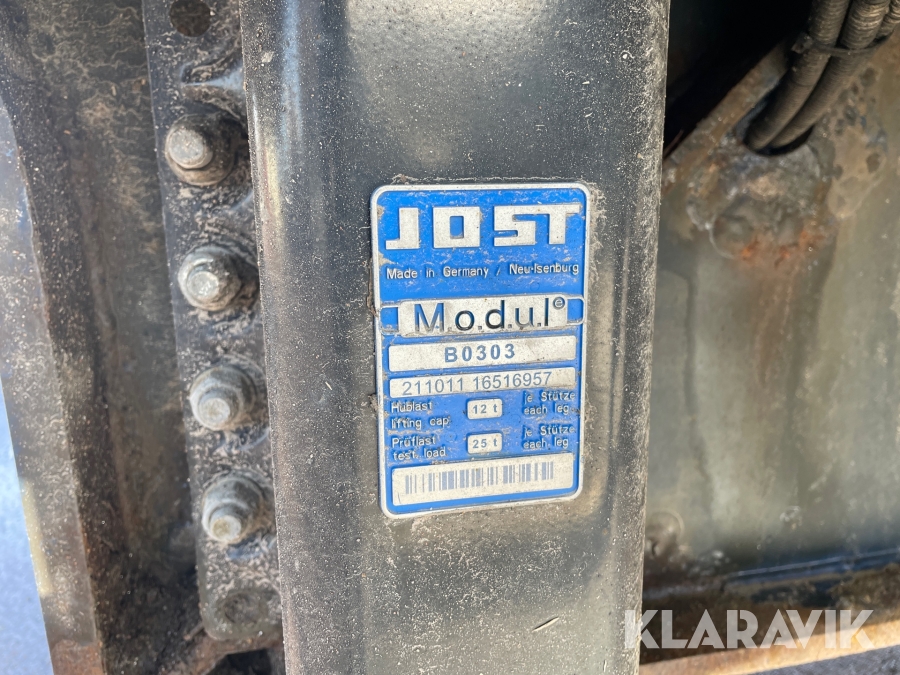 JOST
Made in Germany / Neu-Isenburg
M.o.d.u.l®
B0303
211011 16516957
Hublast 12 t je Stütze
lifting cap. each leg
Prüflast 25 t je Stütze
test. load each. leg
KLARAVIK